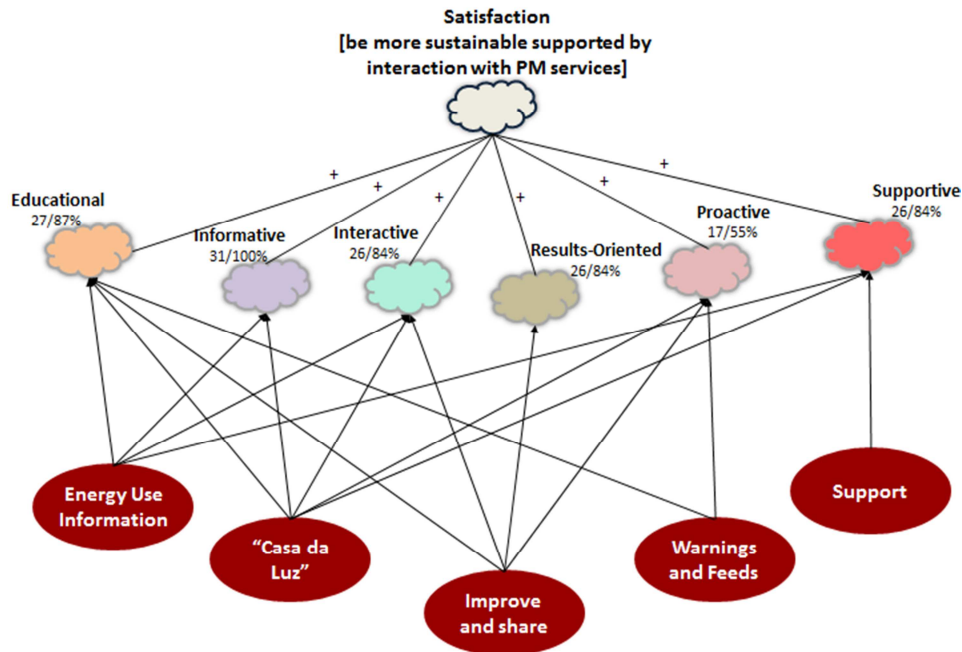 Satisfaction
[be more sustainable supported by
interaction with PM services]
+
+
+
+
+
+
Educational
27/87%
Informative
31/100%
Interactive
26/84%
Results-Oriented
26/84%
Proactive
17/55%
Supportive
26/84%
Energy Use
Information
“Casa da
Luz”
Improve
and share
Warnings
and Feeds
Support